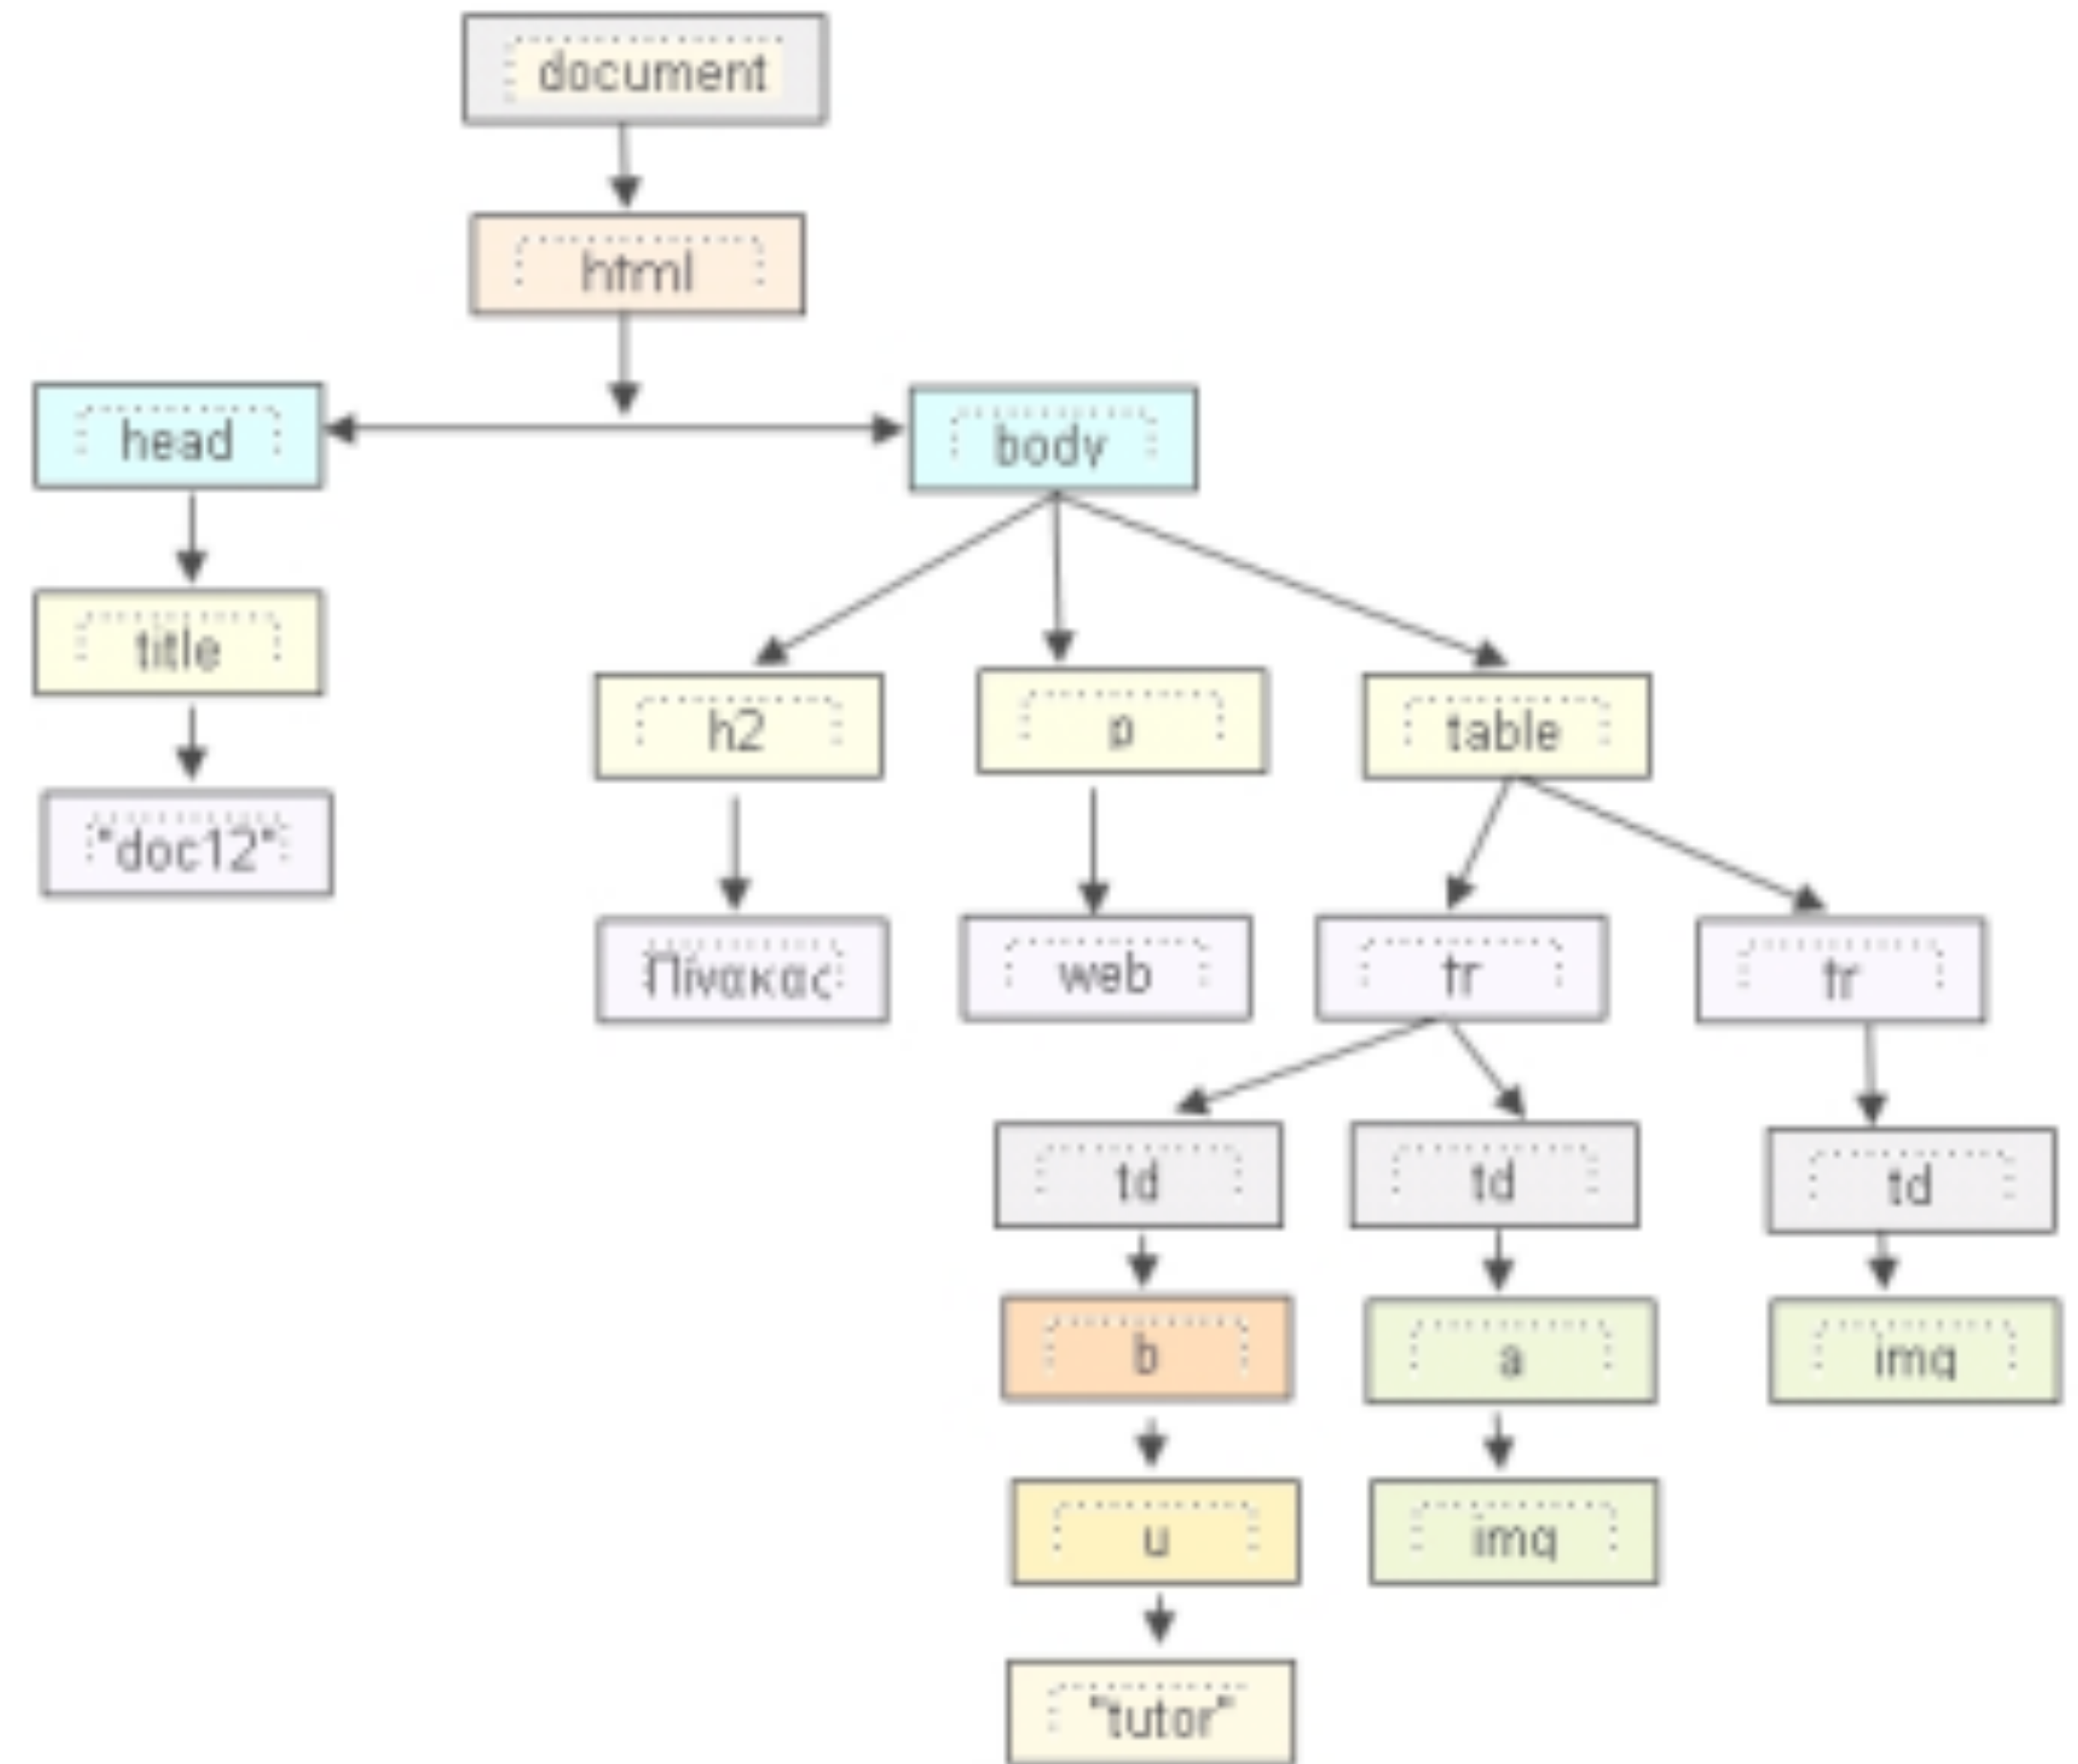 document
html
head
body
title
h2
p
table
"doc12"
Πίνακας
web
tr
tr
td
td
td
b
a
img
u
img
"tutor"